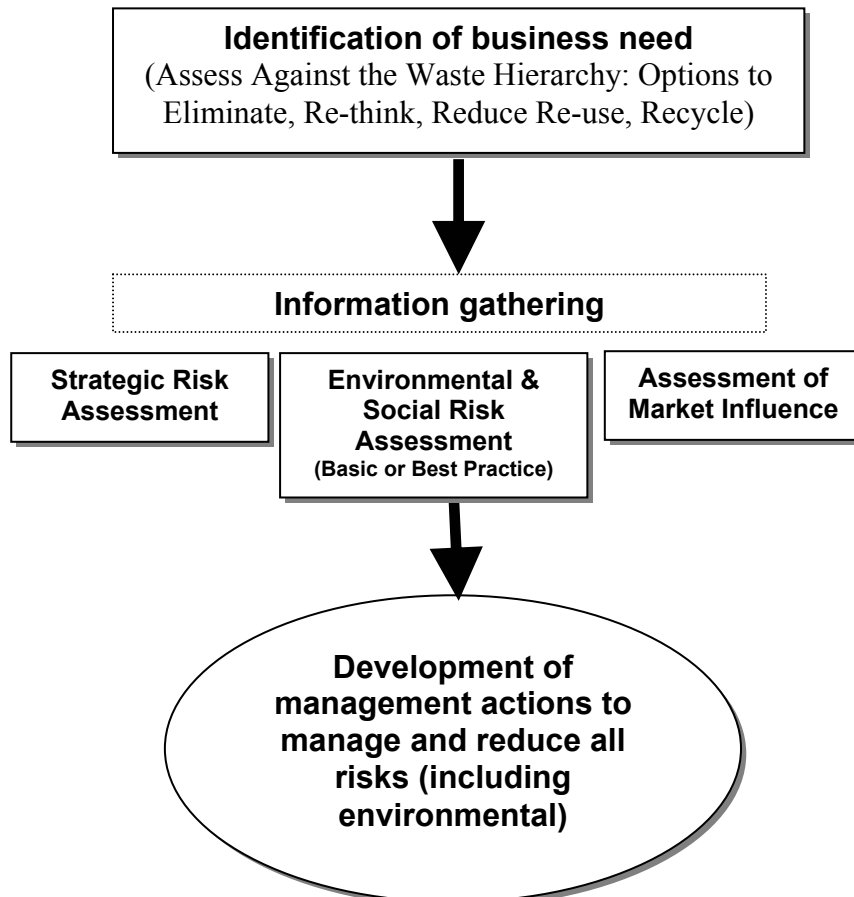 Identification of business need
(Assess Against the Waste Hierarchy: Options to
Eliminate, Re-think, Reduce Re-use, Recycle)
Information gathering
Strategic Risk
Assessment
Environmental &
Social Risk
Assessment
(Basic or Best Practice)
Assessment of
Market Influence
Development of
management actions to
manage and reduce all
risks (including
environmental)